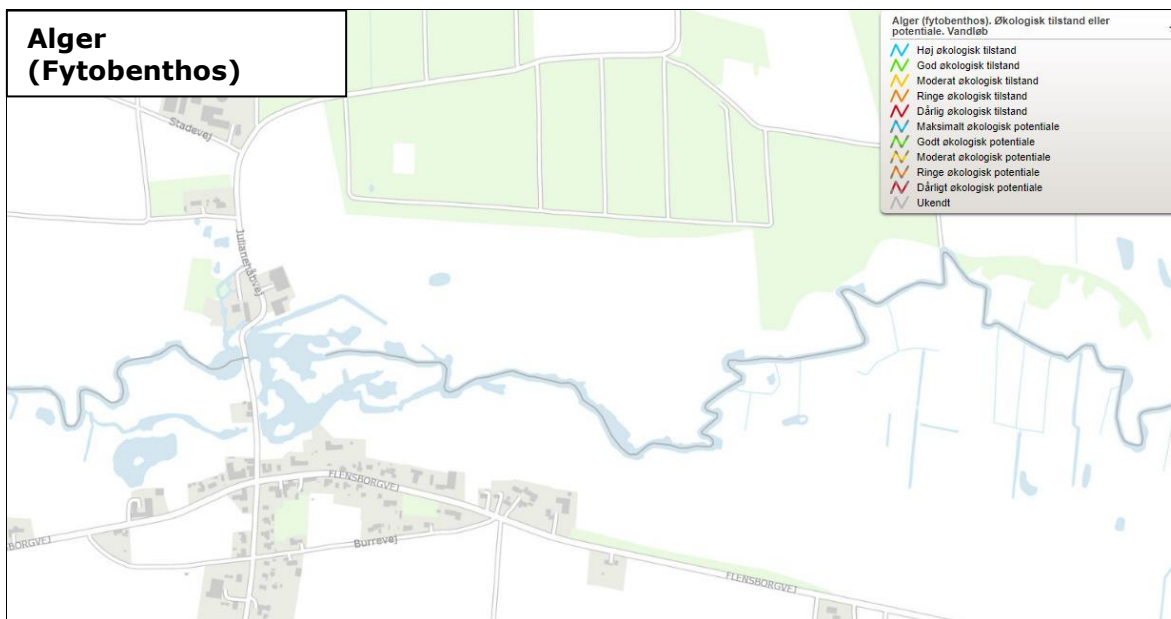 Alger
(Fytobenthos)
Alger (fytobenthos). Økologisk tilstand eller
potentiale. Vandløb
Høj økologisk tilstand
God økologisk tilstand
Moderat økologisk tilstand
Ringe økologisk tilstand
Dårlig økologisk tilstand
Maksimalt økologisk potentiale
Godt økologisk potentiale
Moderat økologisk potentiale
Ringe økologisk potentiale
Dårligt økologisk potentiale
Ukendt
Stadevej
Julianehåbvej
FLENSBORGVEJ
SBORGVEJ
Burrevej
FLENSBORGVEJ